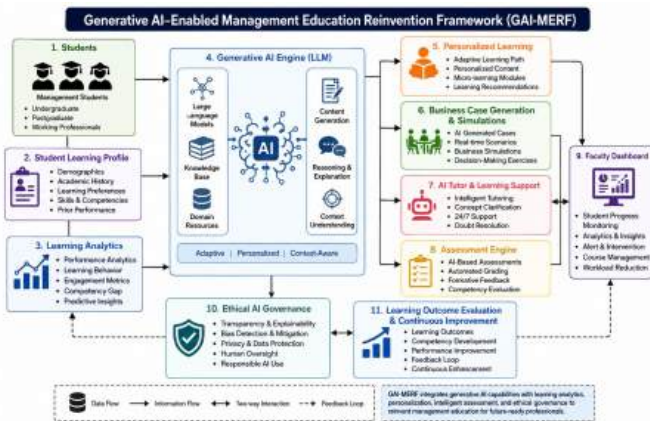 Generative AI-Enabled Management Education Reinvention Framework (GAI-MERF)
1. Students
Management Students
• Undergraduate
• Postgraduate
• Working Professionals
2. Student Learning Profile
• Demographics
• Academic History
• Learning Preferences
• Skills & Competencies
• Prior Performance
3. Learning Analytics
• Performance Analytics
• Learning Behavior
• Engagement Metrics
• Competency Gap
• Predictive Insights
4. Generative AI Engine (LLM)
Large
Language
Models
Knowledge
Base
Domain
Resources
AI
Content
Generation
Reasoning &
Explanation
Context
Understanding
Adaptive | Personalized | Context-Aware
5. Personalized Learning
• Adaptive Learning Path
• Personalized Content
• Micro-learning Modules
• Learning Recommendations
6. Business Case Generation
& Simulations
• AI Generated Cases
• Real-time Scenarios
• Business Simulations
• Decision-Making Exercises
7. AI Tutor & Learning Support
• Intelligent Tutoring
• Concept Clarification
• 24/7 Support
• Doubt Resolution
8. Assessment Engine
• AI-Based Assessments
• Automated Grading
• Formative Feedback
• Competency Evaluation
9. Faculty Dashboard
• Student Progress
Monitoring
• Analytics & Insights
• Alert & Intervention
• Course Management
• Workload Reduction
10. Ethical AI Governance
• Transparency & Explainability
• Bias Detection & Mitigation
• Privacy & Data Protection
• Human Oversight
• Responsible AI Use
11. Learning Outcome Evaluation
& Continuous Improvement
• Learning Outcomes
• Competency Development
• Performance Improvement
• Feedback Loop
• Continuous Enhancement
Data Flow
Information Flow
Two-way Interaction
Feedback Loop
GAI-MERF integrates generative AI capabilities with learning analytics,
personalization, intelligent assessment, and ethical governance to
reinvent management education for future-ready professionals.